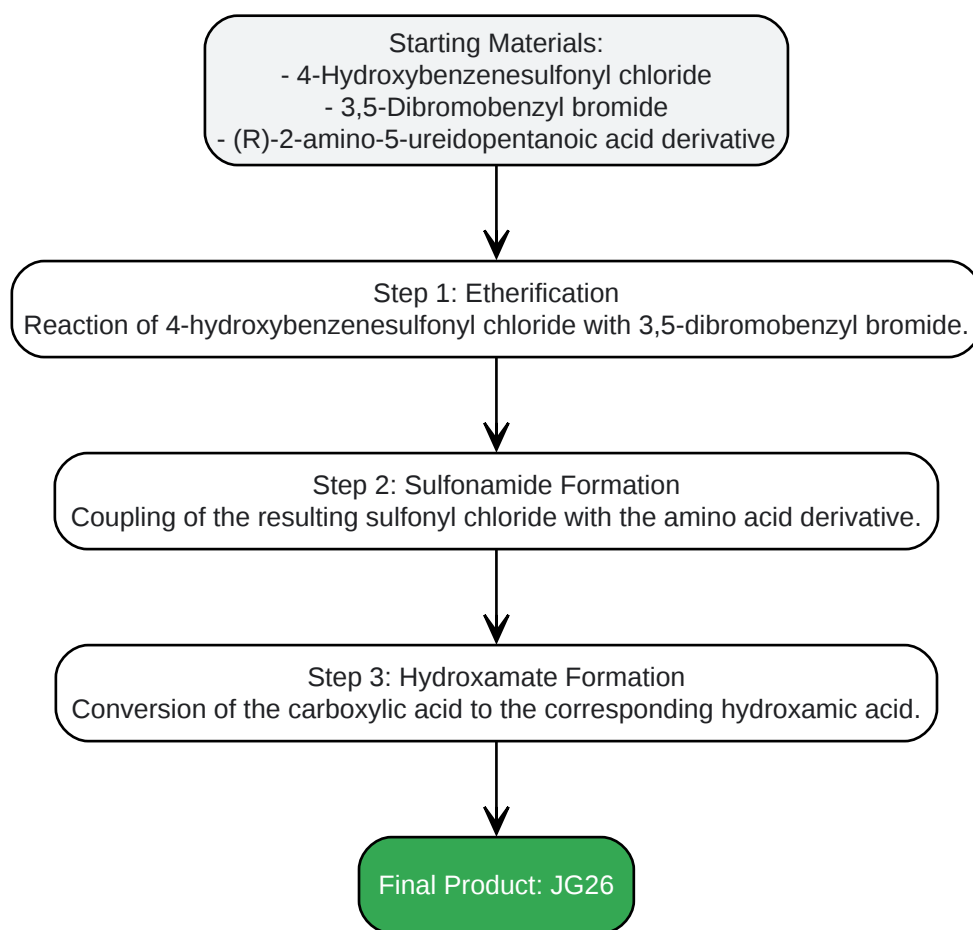 Starting Materials:
- 4-Hydroxybenzenesulfonyl chloride
- 3,5-Dibromobenzyl bromide
- (R)-2-amino-5-ureidopentanoic acid derivative
Step 1: Etherification
Reaction of 4-hydroxybenzenesulfonyl chloride with 3,5-dibromobenzyl bromide.
Step 2: Sulfonamide Formation
Coupling of the resulting sulfonyl chloride with the amino acid derivative.
Step 3: Hydroxamate Formation
Conversion of the carboxylic acid to the corresponding hydroxamic acid.
Final Product: JG26